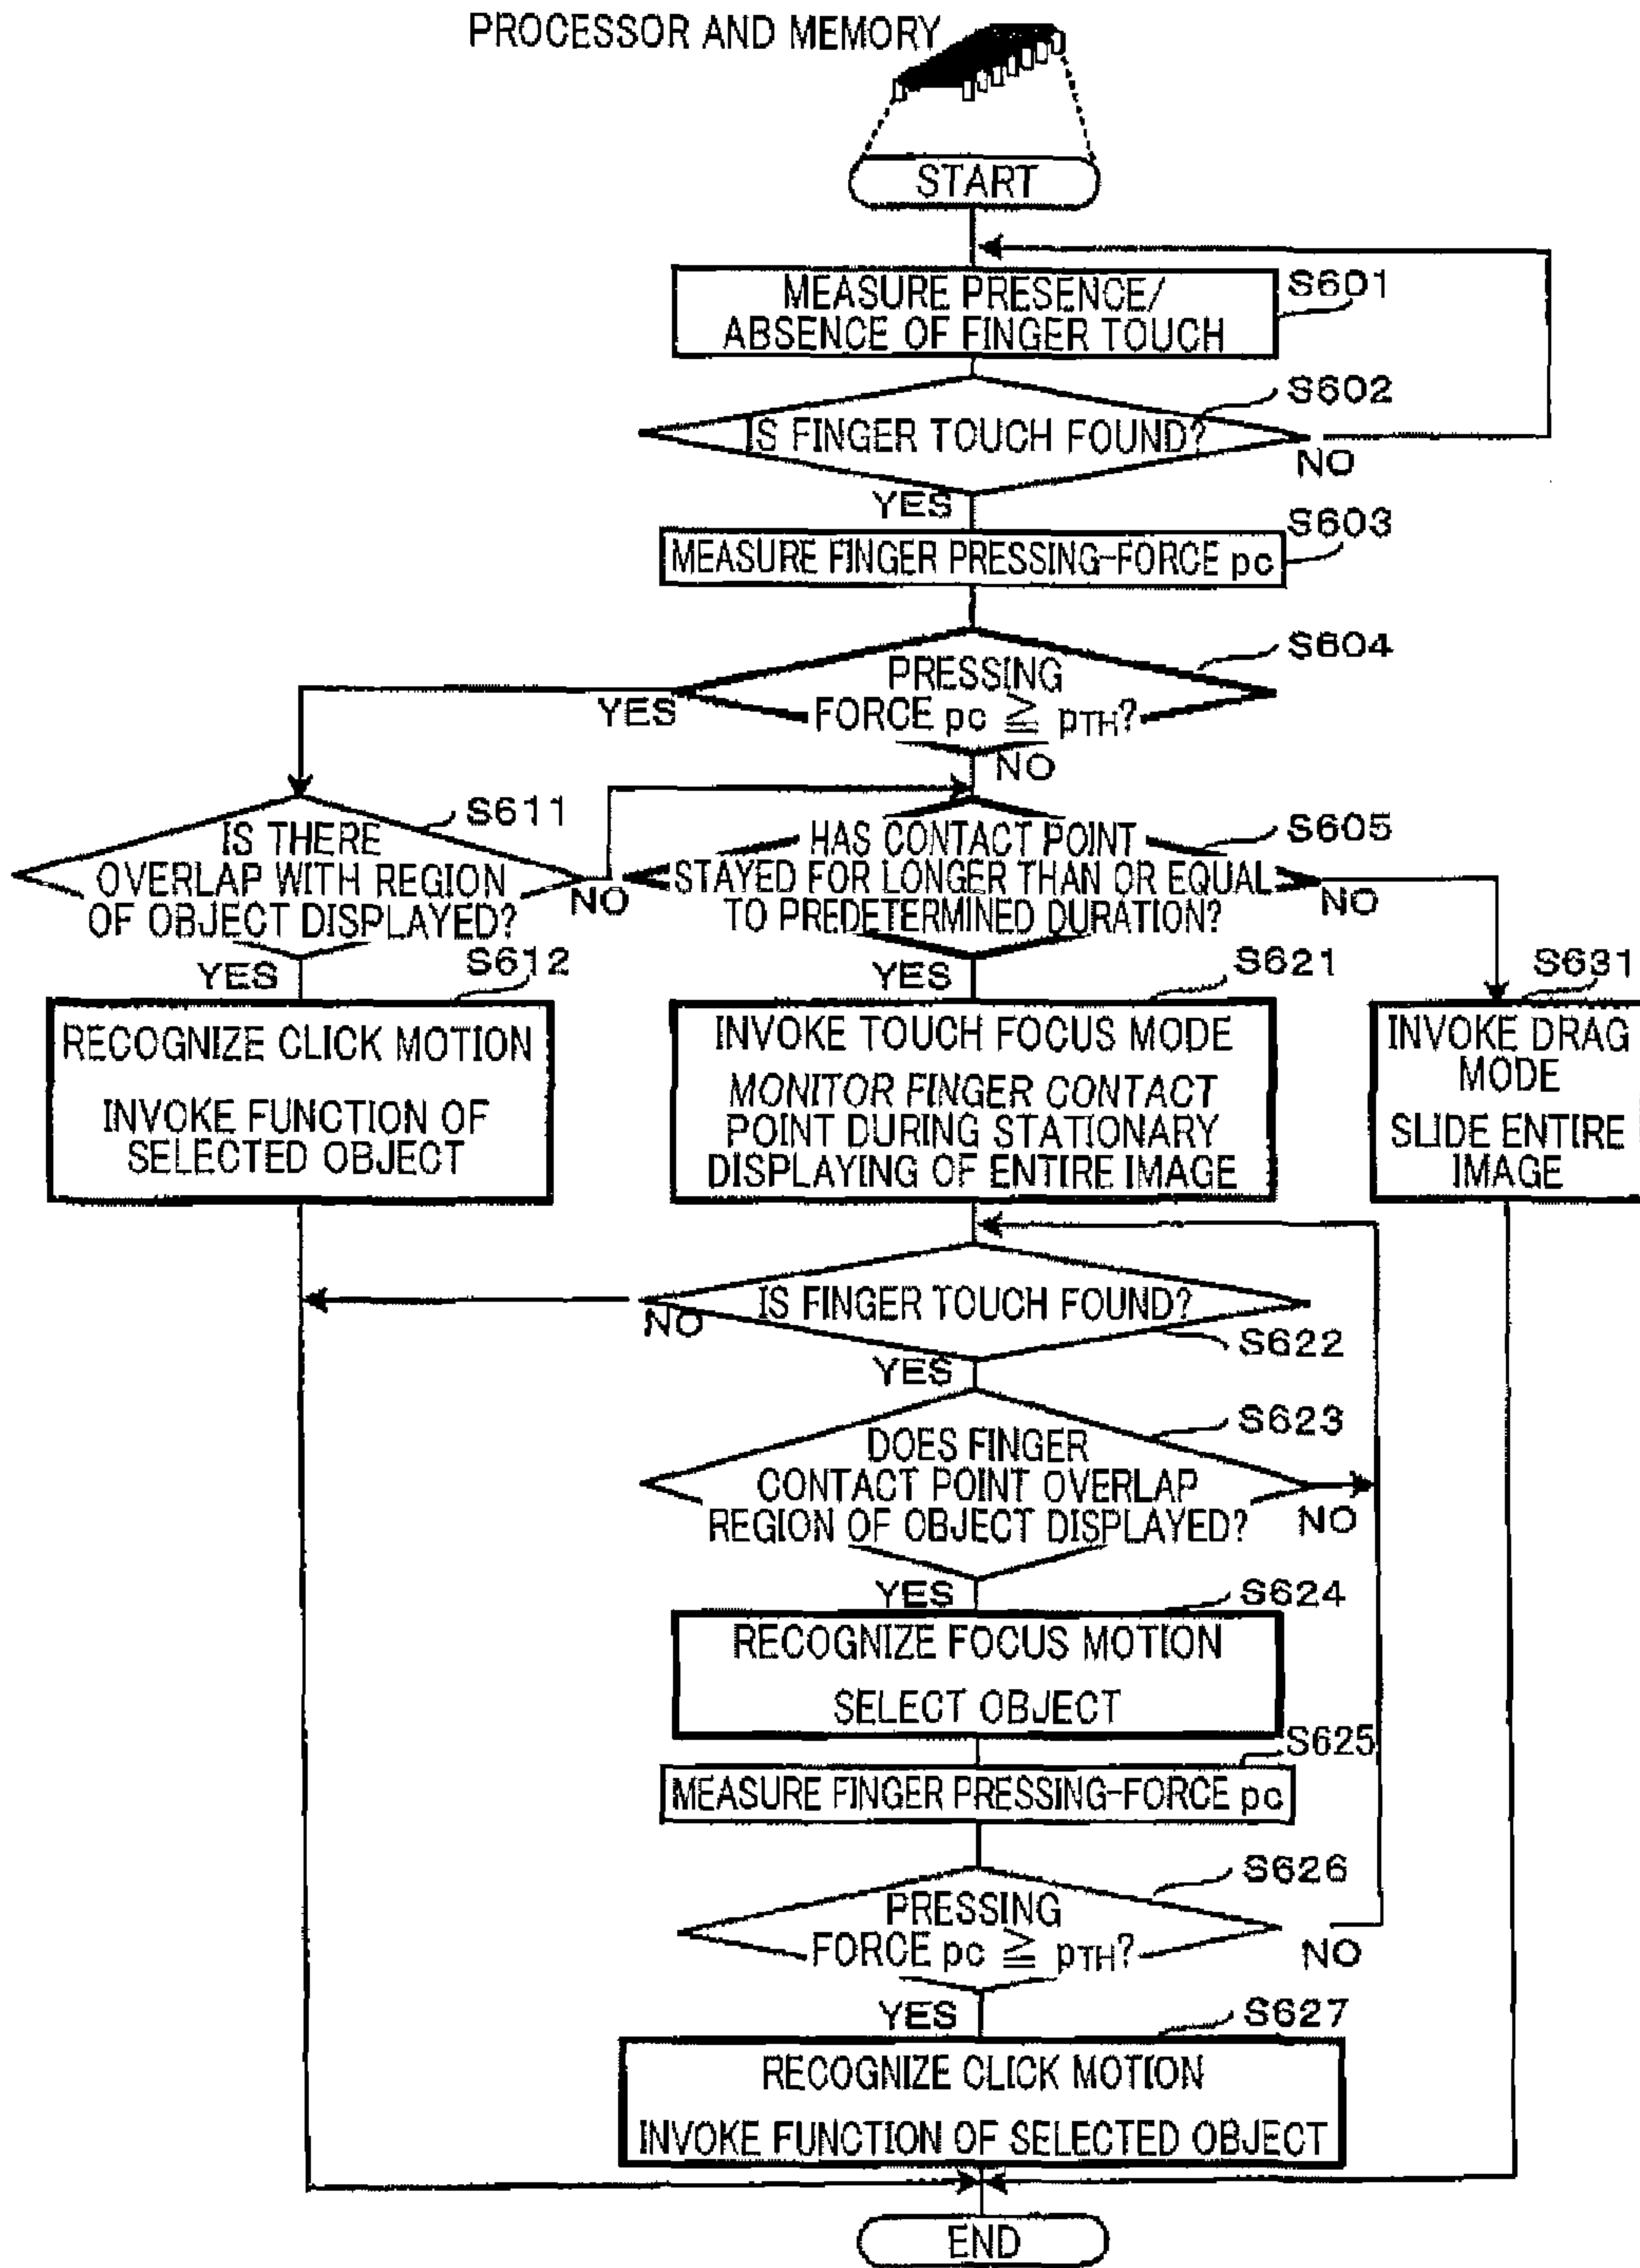 PROCESSOR AND MEMORY
START
MEASURE PRESENCE/
ABSENCE OF FINGER TOUCH
S601
IS FINGER TOUCH FOUND?
S602
NO
YES
MEASURE FINGER PRESSING-FORCE pc
S603
PRESSING
FORCE pc ≧ pTH?
S604
YES
NO
IS THERE
OVERLAP WITH REGION
OF OBJECT DISPLAYED?
S611
NO
YES
HAS CONTACT POINT
STAYED FOR LONGER THAN OR EQUAL
TO PREDETERMINED DURATION?
S605
NO
YES
S612
RECOGNIZE CLICK MOTION
INVOKE FUNCTION OF
SELECTED OBJECT
S621
INVOKE TOUCH FOCUS MODE
MONITOR FINGER CONTACT
POINT DURING STATIONARY
DISPLAYING OF ENTIRE IMAGE
S631
INVOKE DRAG
MODE
SLIDE ENTIRE
IMAGE
IS FINGER TOUCH FOUND?
NO
S622
YES
S623
DOES FINGER
CONTACT POINT OVERLAP
REGION OF OBJECT DISPLAYED?
NO
YES
S624
RECOGNIZE FOCUS MOTION
SELECT OBJECT
S625
MEASURE FINGER PRESSING-FORCE pc
S626
PRESSING
FORCE pc ≧ pTH?
NO
YES
S627
RECOGNIZE CLICK MOTION
INVOKE FUNCTION OF SELECTED OBJECT
END